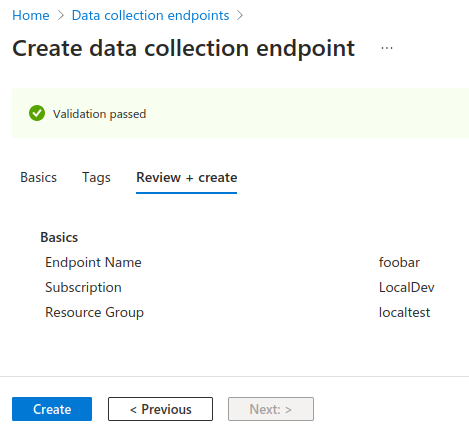 Home > Data collection endpoints >
Create data collection endpoint ...
Validation passed
Basics Tags Review + create
Basics
Endpoint Name foobar
Subscription LocalDev
Resource Group localtest
Create < Previous Next: >